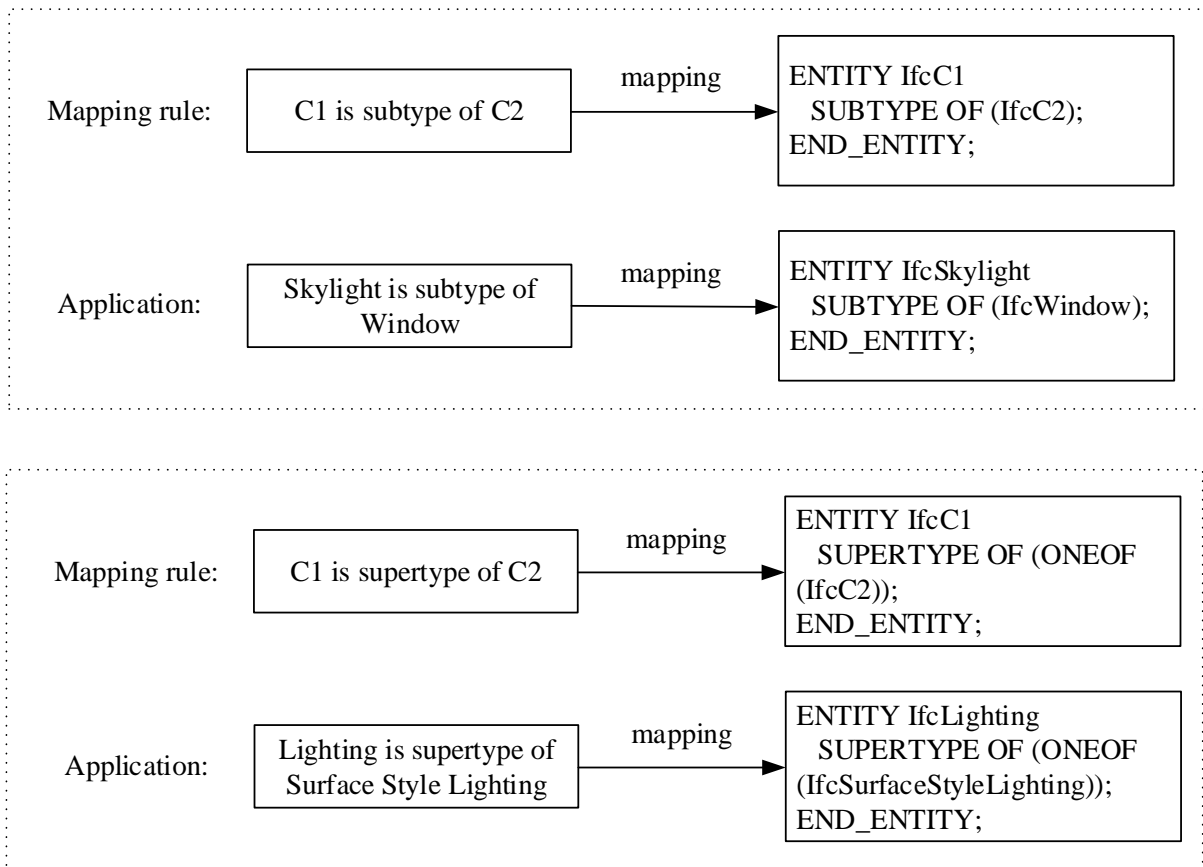 mapping
Mapping rule:
C1 is subtype of C2
ENTITY IfcC1
SUBTYPE OF (IfcC2);
END_ENTITY;
mapping
Application:
Skylight is subtype of
Window
ENTITY IfcSkylight
SUBTYPE OF (IfcWindow);
END_ENTITY;
mapping
Mapping rule:
C1 is supertype of C2
ENTITY IfcC1
SUPERTYPE OF (ONEOF
(IfcC2));
END_ENTITY;
mapping
Application:
Lighting is supertype of
Surface Style Lighting
ENTITY IfcLighting
SUPERTYPE OF (ONEOF
(IfcSurfaceStyleLighting));
END_ENTITY;